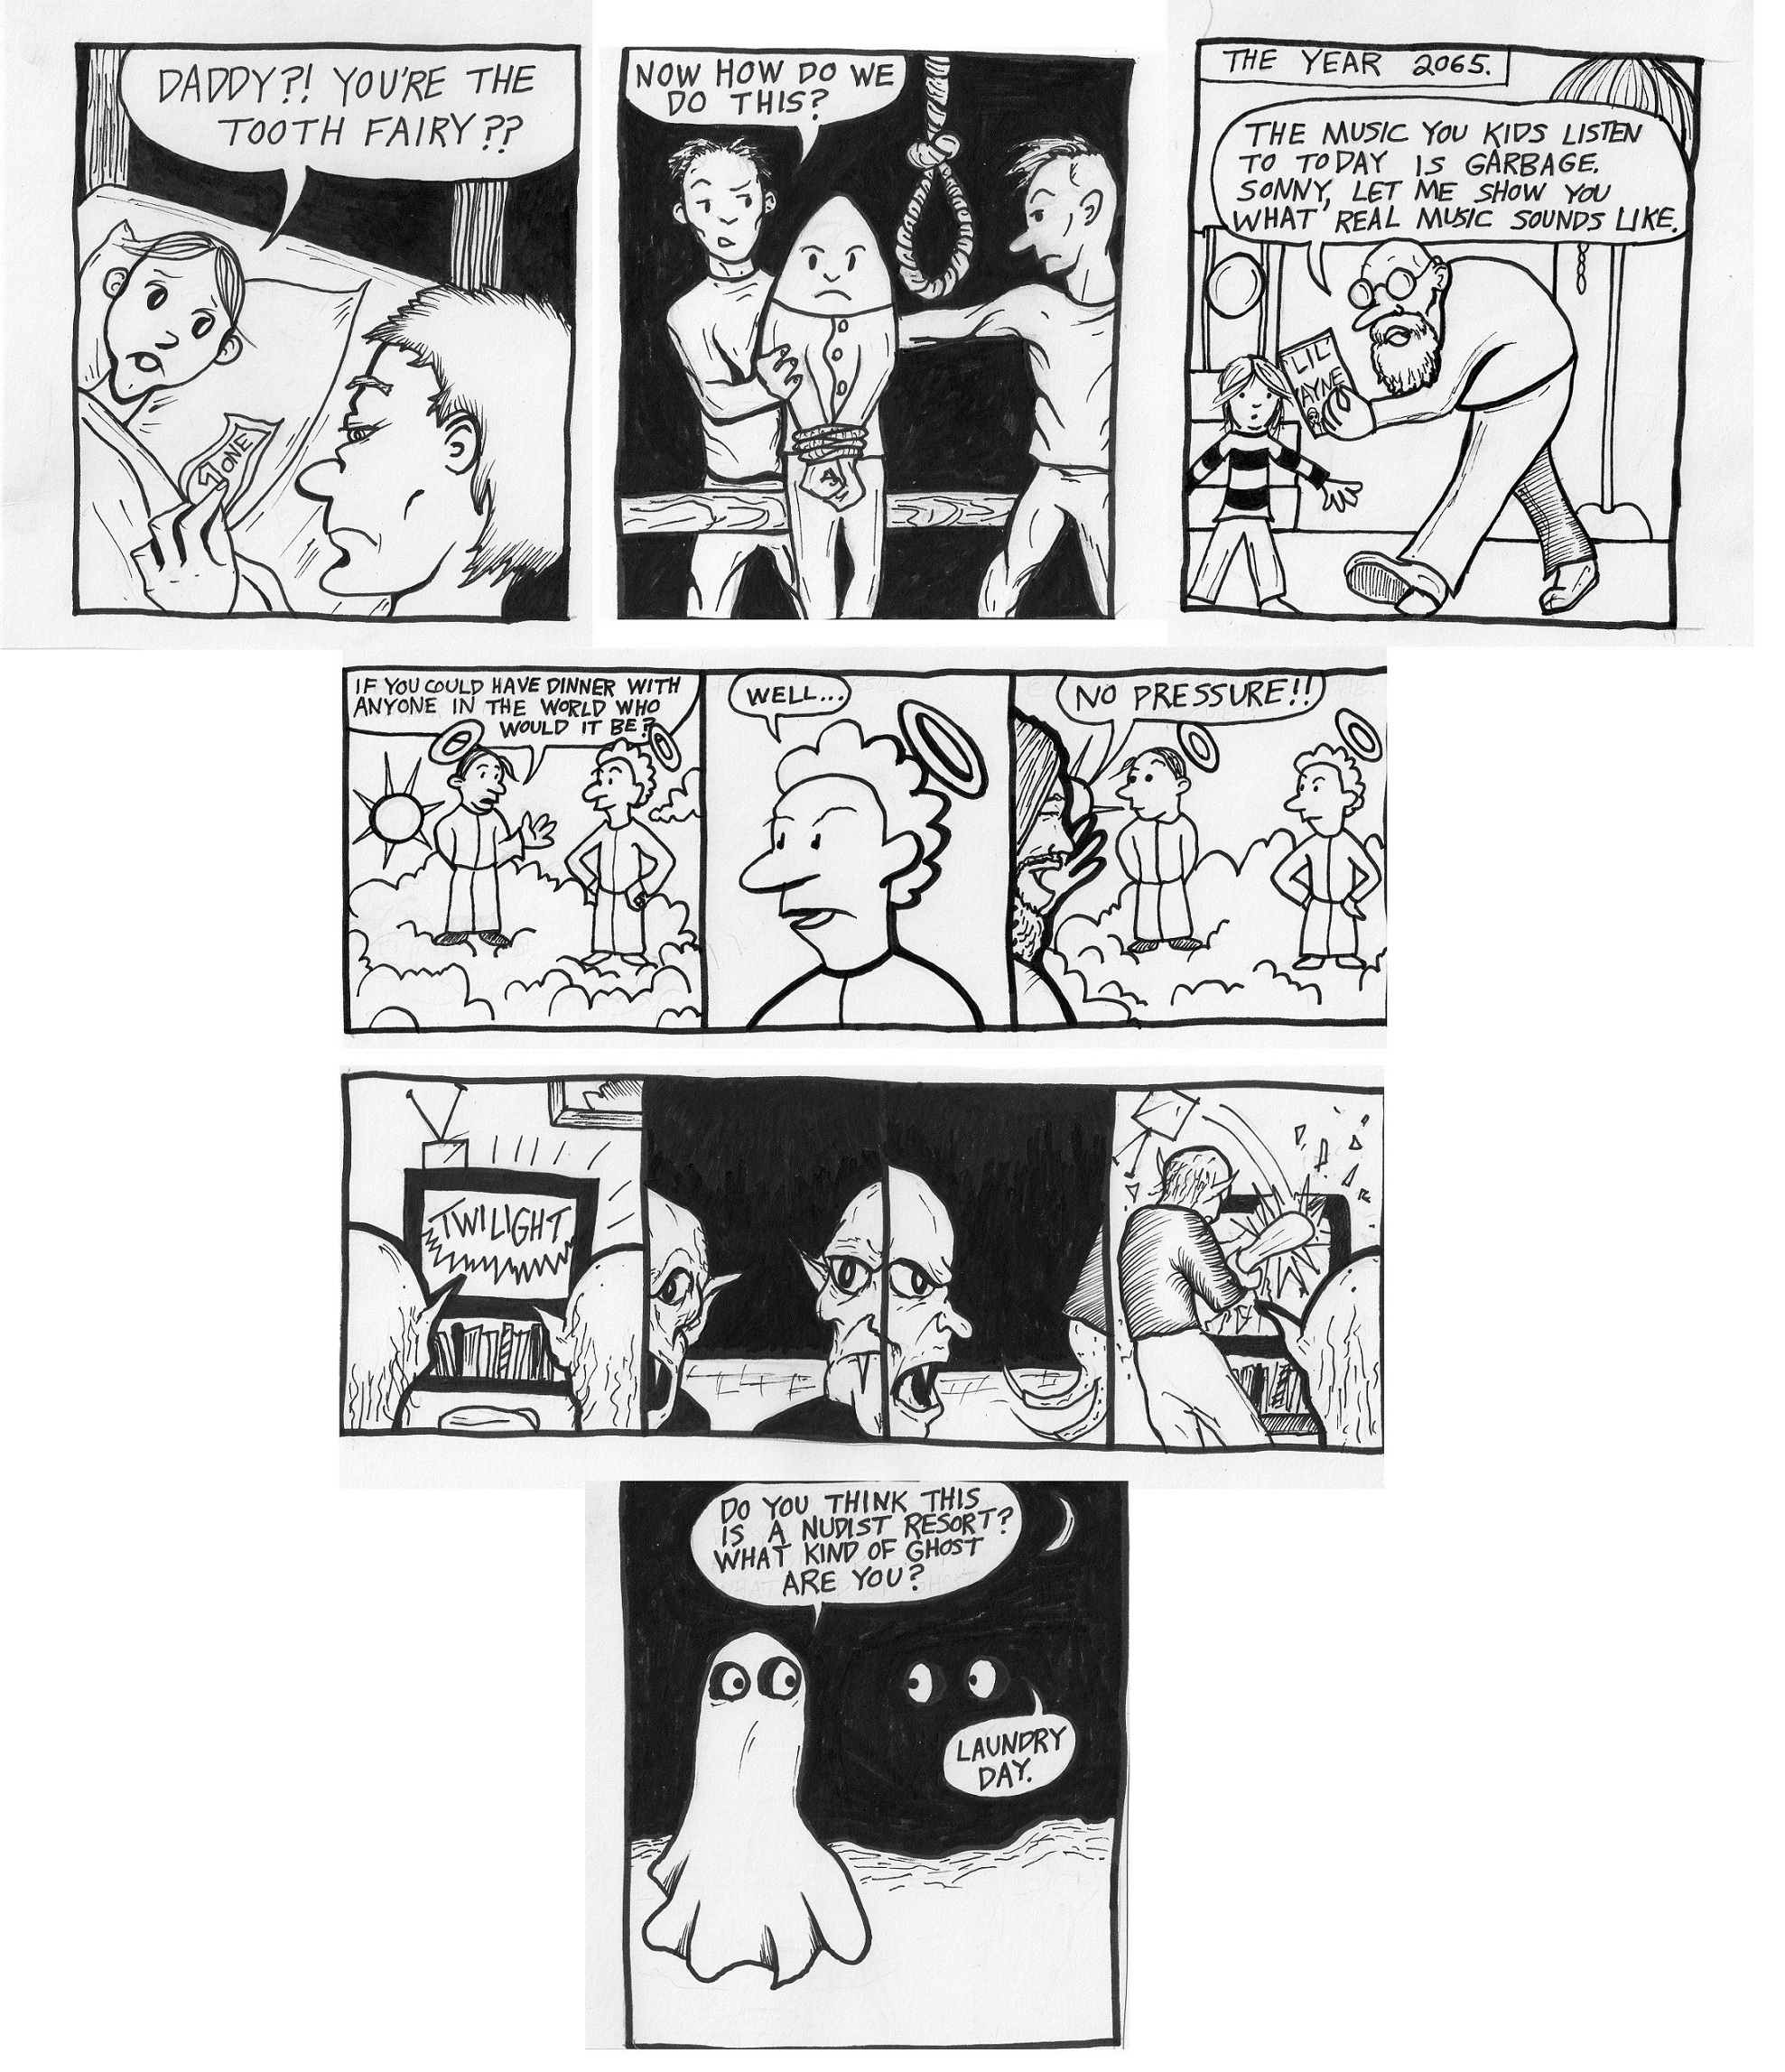 DADDY?! YOU'RE THE
TOOTH FAIRY??
1 ONE
NOW HOW DO WE
DO THIS?
THE YEAR 2065.
THE MUSIC YOU KIDS LISTEN
TO TODAY IS GARBAGE.
SONNY, LET ME SHOW YOU
WHAT REAL MUSIC SOUNDS LIKE.
LIL'
AYNE
IF YOU COULD HAVE DINNER WITH
ANYONE IN THE WORLD WHO
WOULD IT BE?
WELL...
NO PRESSURE!!
TWILIGHT
DO YOU THINK THIS
IS A NUDIST RESORT?
WHAT KIND OF GHOST
ARE YOU?
LAUNDRY
DAY.